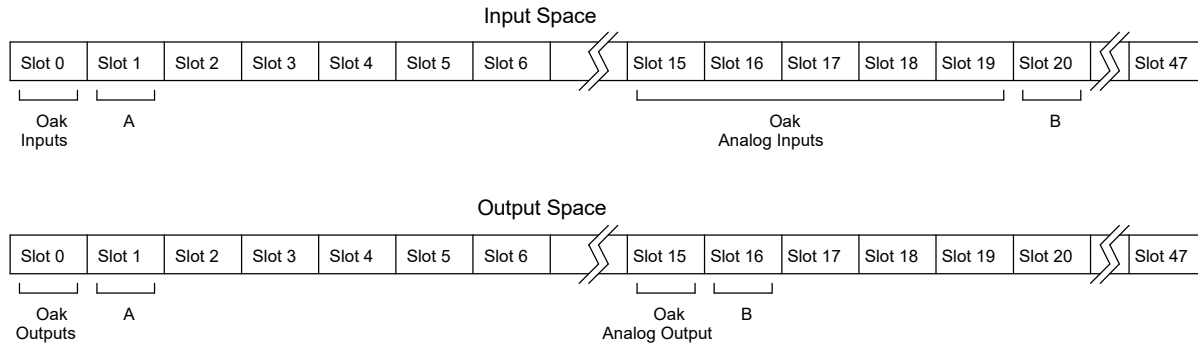 Input Space
Slot 0 Slot 1 Slot 2 Slot 3 Slot 4 Slot 5 Slot 6 Slot 15 Slot 16 Slot 17 Slot 18 Slot 19 Slot 20 Slot 47
Oak A Oak B
Inputs Analog Inputs
Output Space
Slot 0 Slot 1 Slot 2 Slot 3 Slot 4 Slot 5 Slot 6 Slot 15 Slot 16 Slot 17 Slot 18 Slot 19 Slot 20 Slot 47
Oak A Oak B
Outputs Analog Output